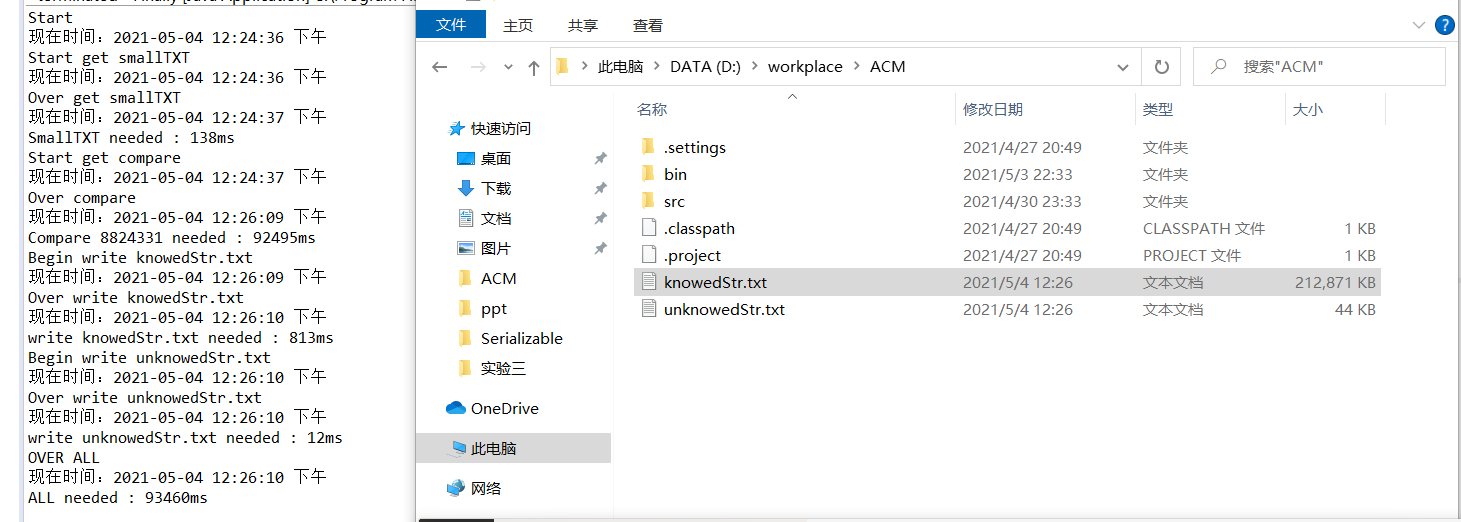 Start
现在时间：2021-05-04 12:24:36 下午
Start get smallTXT
现在时间：2021-05-04 12:24:36 下午
Over get smallTXT
现在时间：2021-05-04 12:24:37 下午
SmallTXT needed : 138ms
Start get compare
现在时间：2021-05-04 12:24:37 下午
Over compare
现在时间：2021-05-04 12:26:09 下午
Compare 8824331 needed : 92495ms
Begin write knowedStr.txt
现在时间：2021-05-04 12:26:09 下午
Over write knowedStr.txt
现在时间：2021-05-04 12:26:10 下午
write knowedStr.txt needed : 813ms
Begin write unknowedStr.txt
现在时间：2021-05-04 12:26:10 下午
Over write unknowedStr.txt
现在时间：2021-05-04 12:26:10 下午
write unknowedStr.txt needed : 12ms
OVER ALL
现在时间：2021-05-04 12:26:10 下午
ALL needed : 93460ms
文件 主页 共享 查看
此电脑 > DATA (D:) > workplace > ACM
搜索"ACM"
快速访问
桌面
下载
文档
图片
ACM
ppt
Serializable
实验三
OneDrive
此电脑
网络
名称 修改日期 类型 大小
.settings 2021/4/27 20:49 文件夹
bin 2021/5/3 22:33 文件夹
src 2021/4/30 23:33 文件夹
.classpath 2021/4/27 20:49 CLASSPATH 文件 1 KB
.project 2021/4/27 20:49 PROJECT 文件 1 KB
knowedStr.txt 2021/5/4 12:26 文本文档 212,871 KB
unknowedStr.txt 2021/5/4 12:26 文本文档 44 KB